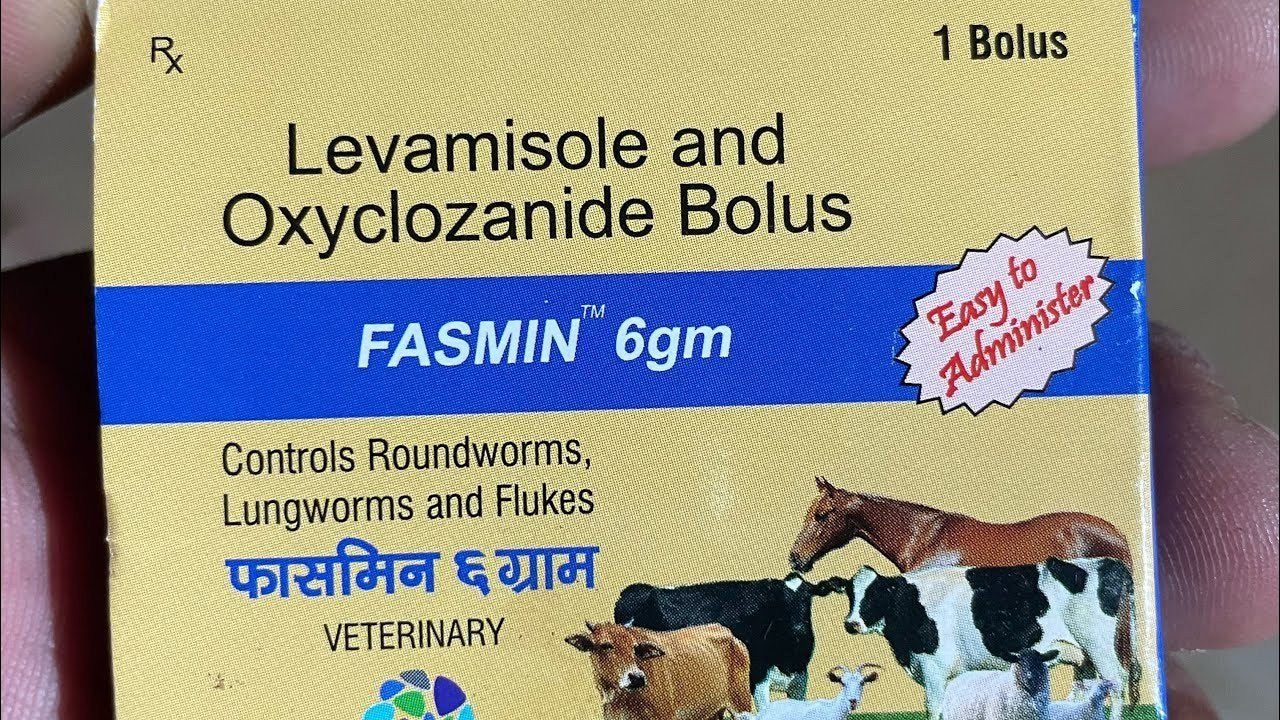 Rx
1 Bolus
Levamisole and
Oxyclozanide Bolus
FASMIN™ 6gm
Easy to
Administer
Controls Roundworms,
Lungworms and Flukes
फासमिन ६ ग्राम
VETERINARY